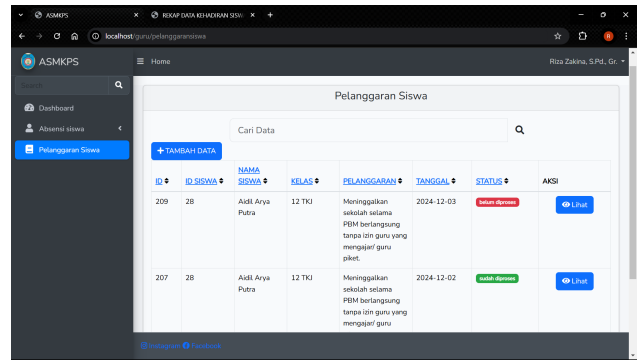 ASMKPS
REKAP DATA KEHADIRAN SISW
localhost/guru/pelanggaransiswa
R
ASMKPS
Home
Riza Zakina, S.Pd., Gr.
Search
Dashboard
Absensi siswa
Pelanggaran Siswa
Pelanggaran Siswa
Cari Data
+TAMBAH DATA
ID ID SISWA NAMA SISWA KELAS PELANGGARAN TANGGAL STATUS AKSI
209 28 Aidil Arya Putra 12 TKJ Meninggalkan 2024-12-03 belum diproses Lihat
sekolah selama
PBM berlangsung
tanpa izin guru yang
mengajar/ guru
piket.
207 28 Aidil Arya Putra 12 TKJ Meninggalkan 2024-12-02 sudah diproses Lihat
sekolah selama
PBM berlangsung
tanpa izin guru yang
mengajar/ guru
Instagram Facebook